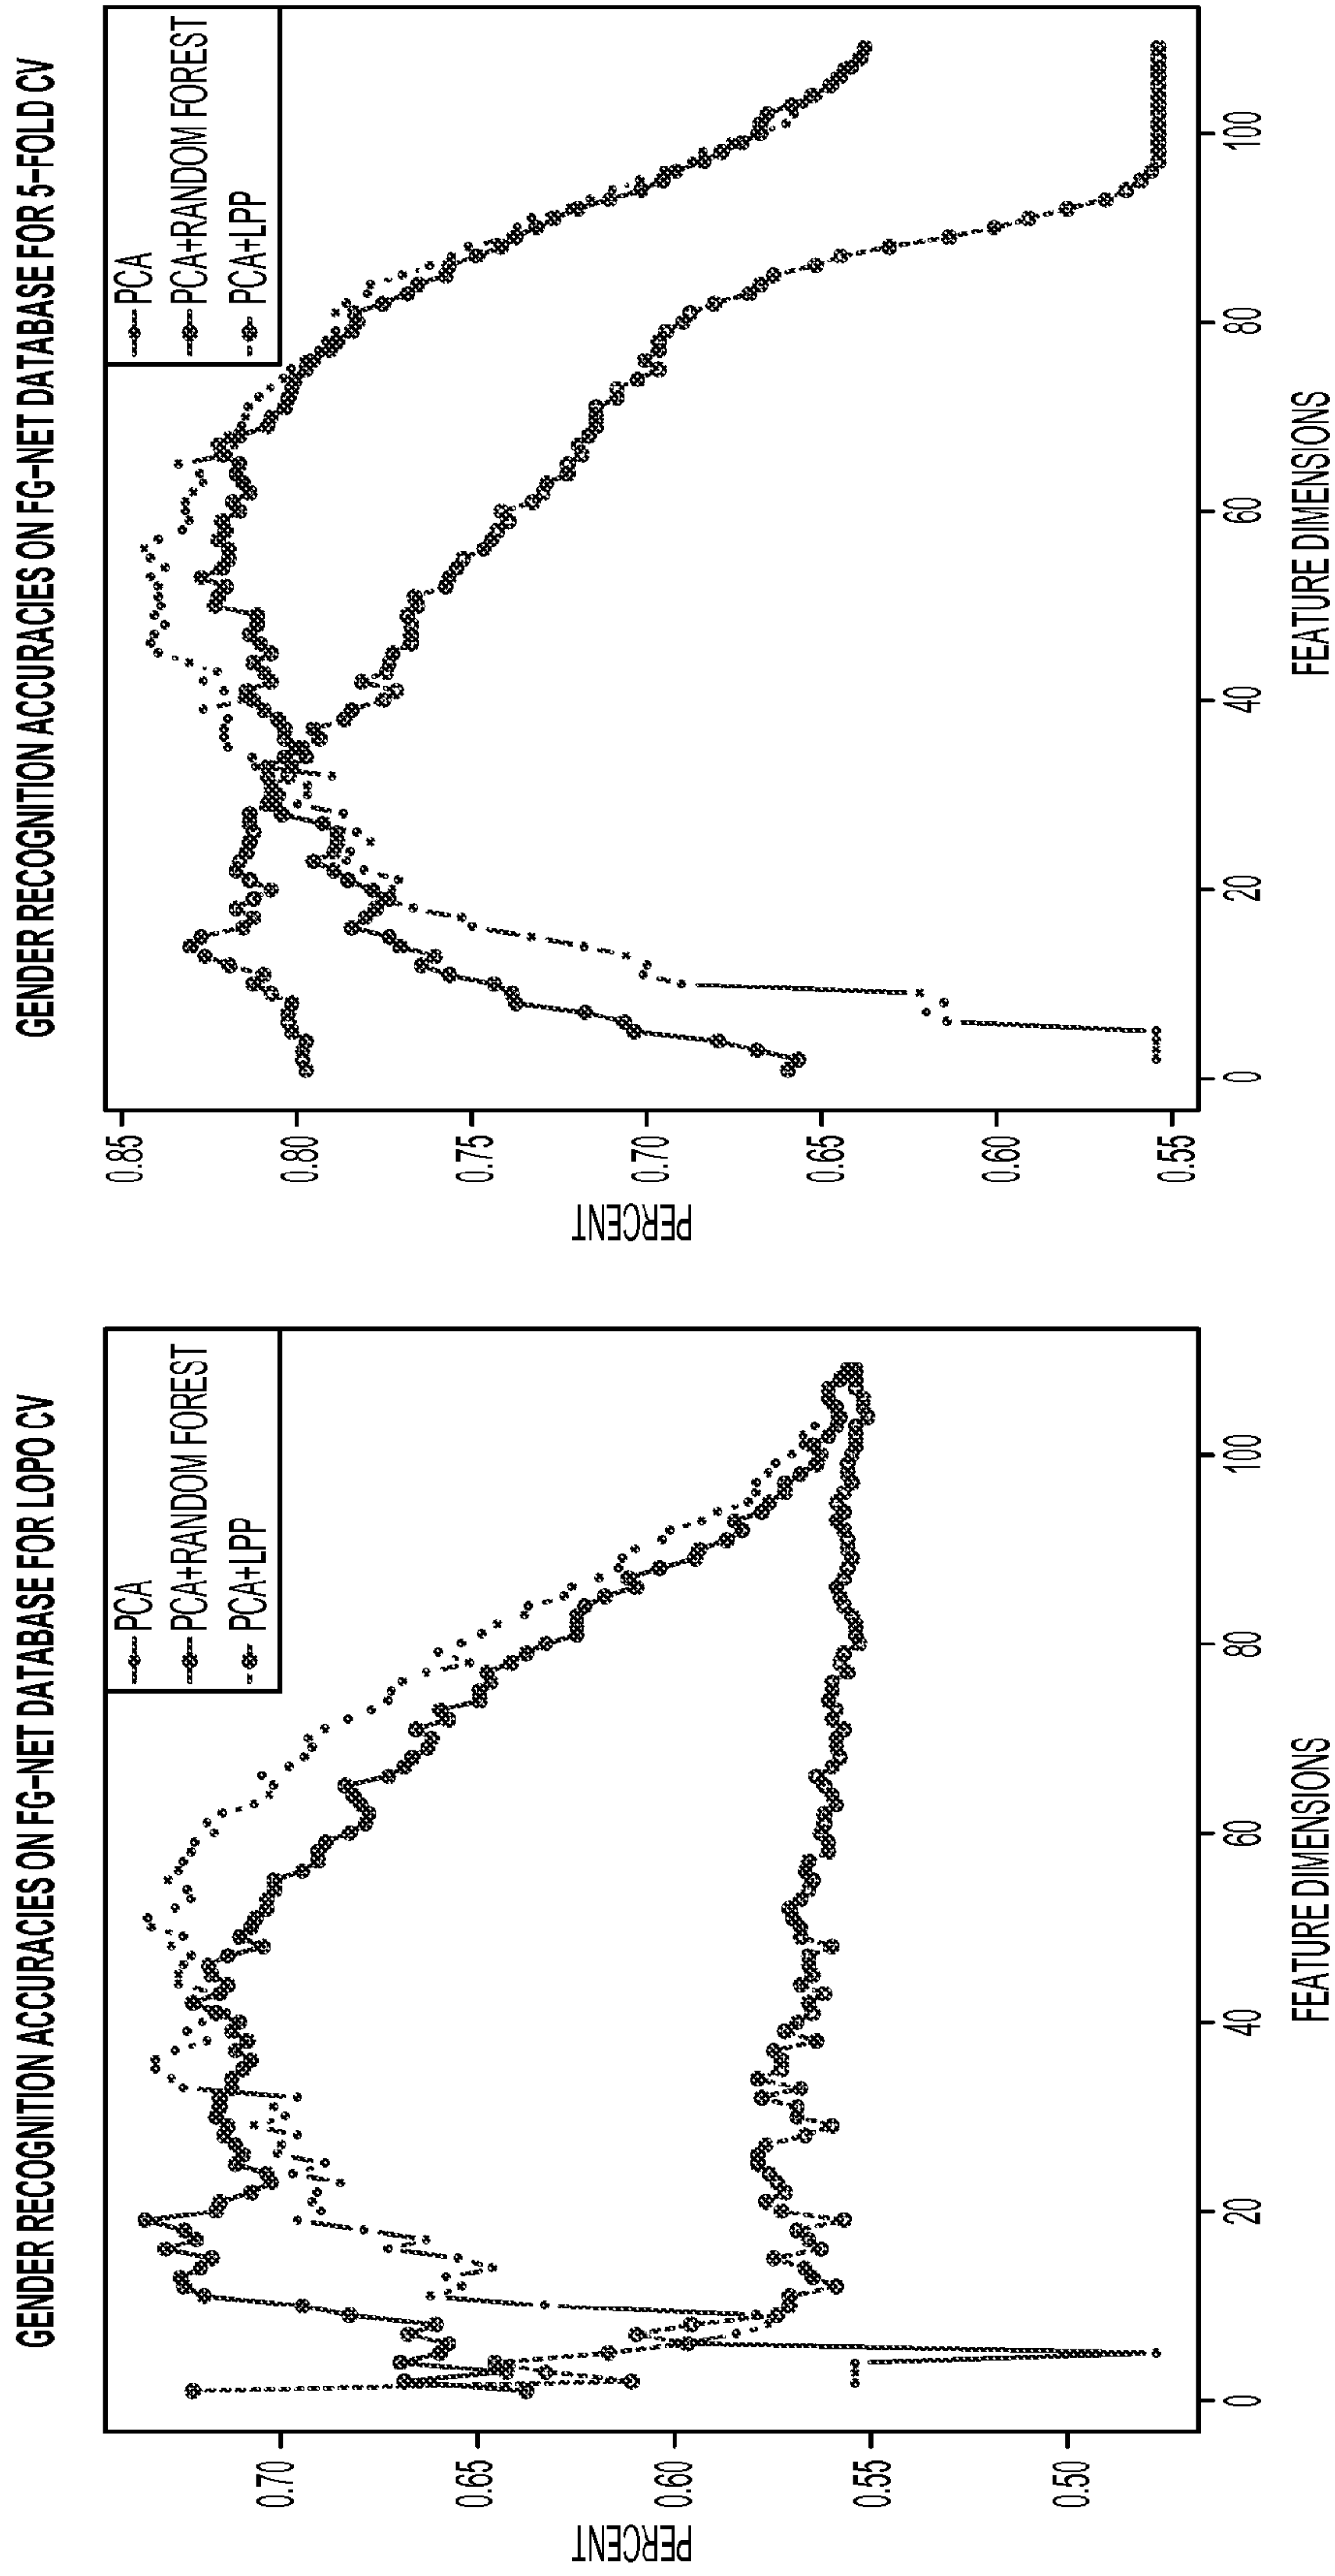 GENDER RECOGNITION ACCURACIES ON FG-NET DATABASE FOR LOPO CV
PCA
PCA+RANDOM FOREST
PCA+LPP
PERCENT
0.70
0.65
0.60
0.55
0.50
0
20
40
60
80
100
FEATURE DIMENSIONS
GENDER RECOGNITION ACCURACIES ON FG-NET DATABASE FOR 5-FOLD CV
PCA
PCA+RANDOM FOREST
PCA+LPP
PERCENT
0.85
0.80
0.75
0.70
0.65
0.60
0.55
0
20
40
60
80
100
FEATURE DIMENSIONS